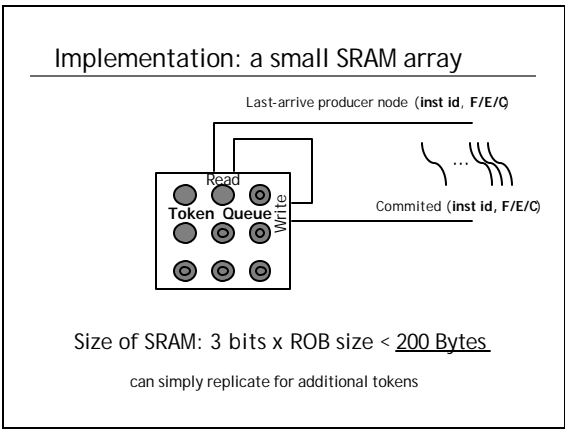 Implementation: a small SRAM array
Last-arrive producer node (inst id, F/E/C)
...
Read
Token Queue
Write
Commited (inst id, F/E/C)
Size of SRAM: 3 bits x ROB size < 200 Bytes
can simply replicate for additional tokens